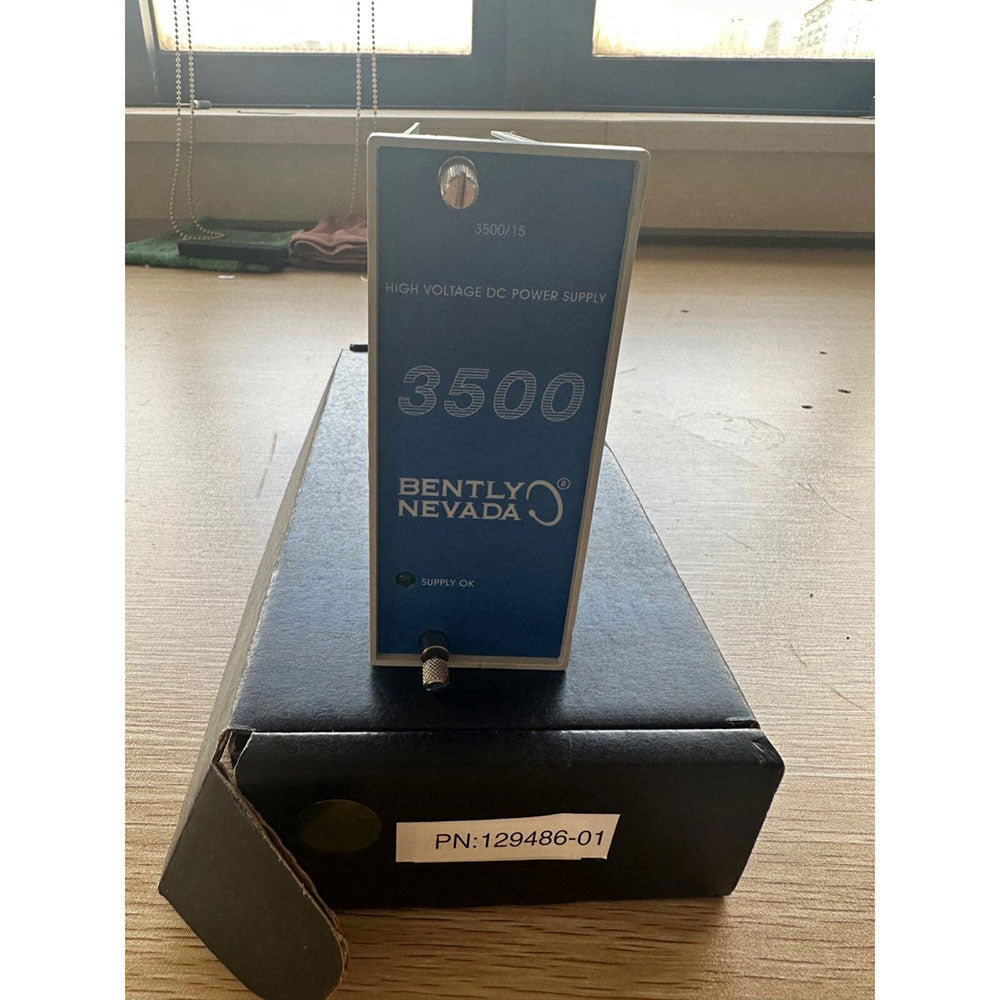 3500/15
HIGH VOLTAGE DC POWER SUPPLY
3500
BENTLY
NEVADA ®
SUPPLY OK
PN:129486-01